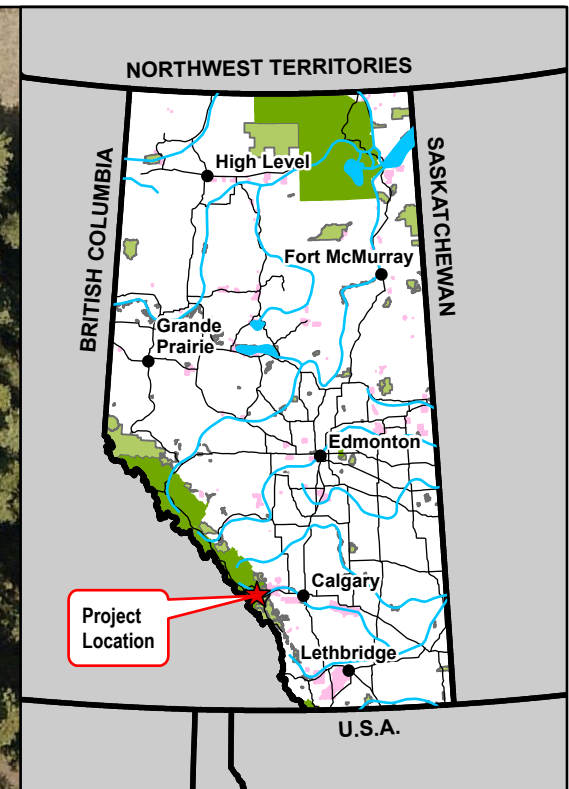 NORTHWEST TERRITORIES
BRITISH COLUMBIA
SASKATCHEWAN
High Level
Fort McMurray
Grande
Prairie
Edmonton
Calgary
Project
Location
Lethbridge
U.S.A.